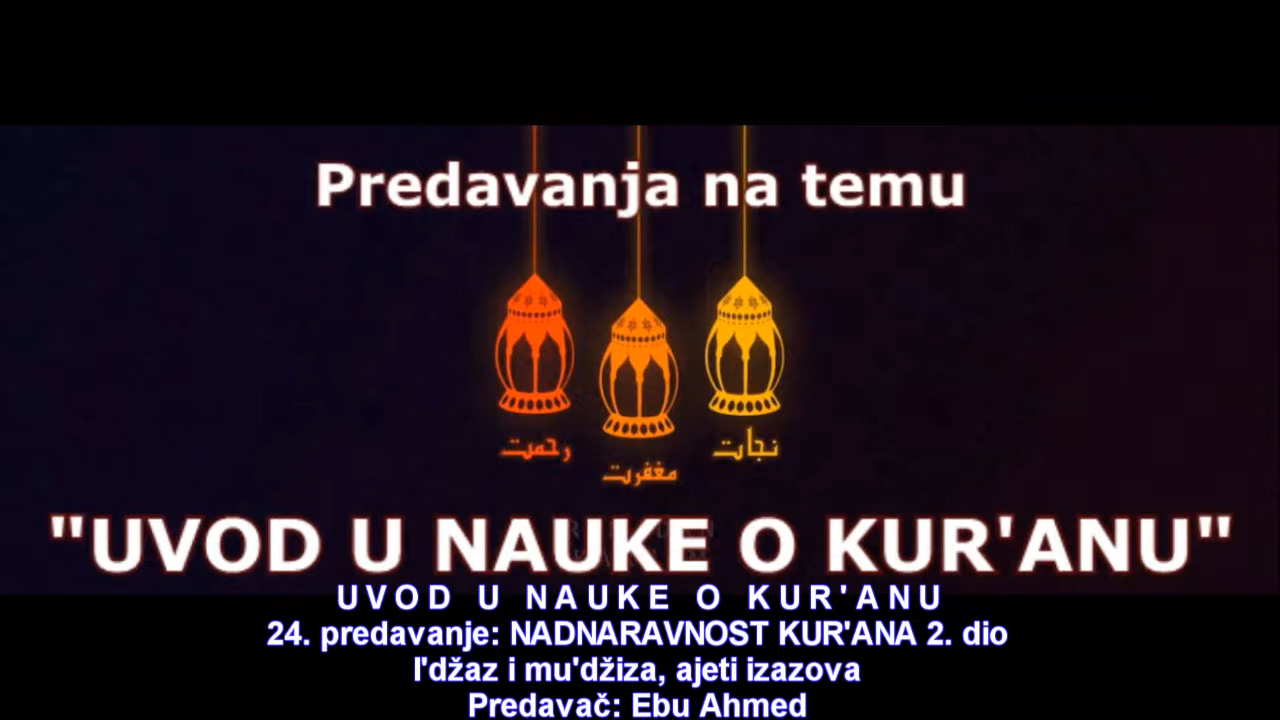 Predavanja na temu
رحمت
مغفرت
نجات
"UVOD U NAUKE O KUR'ANU"
UVOD U NAUKE O KUR'ANU
24. predavanje: NADNARAVNOST KUR'ANA 2. dio
I'džaz i mu'džiza, ajeti izazova
Predavač: Ebu Ahmed